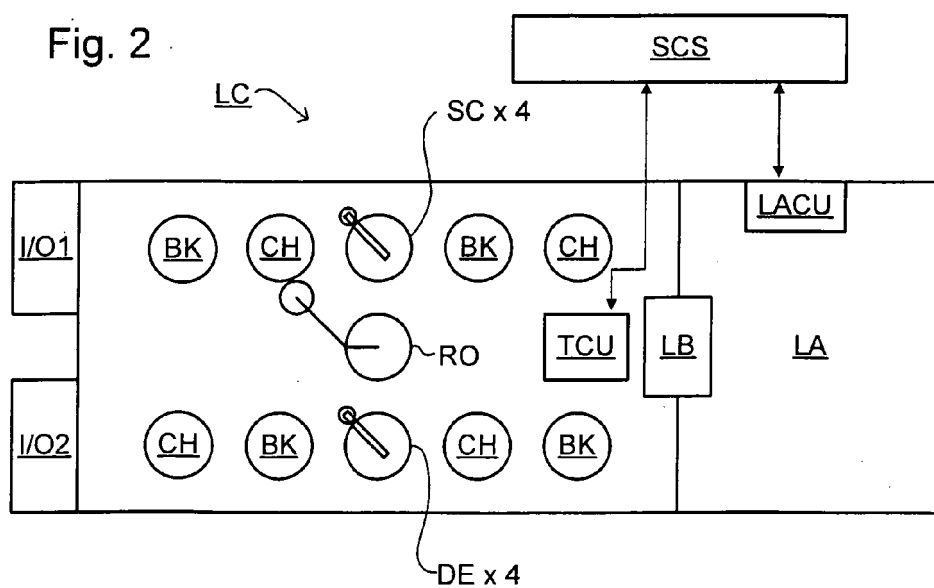 Fig. 2
SCS
LC
SC x 4
LACU
I/O1
BK
CH
BK
CH
TCU
LB
LA
RO
I/O2
CH
BK
CH
BK
DE x 4